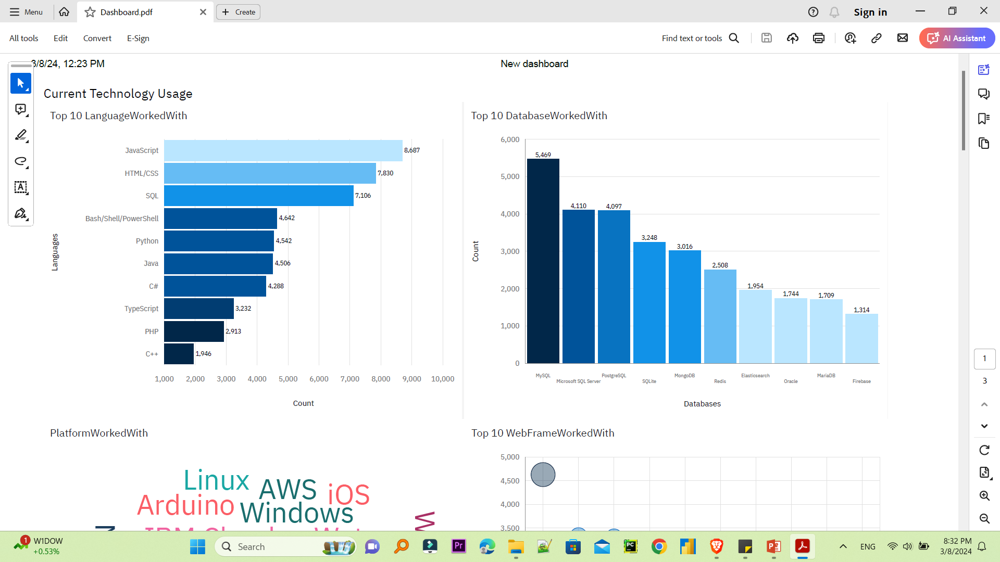 Menu
Dashboard.pdf
Create
Sign in
All tools
Edit
Convert
E-Sign
Find text or tools
AI Assistant
3/8/24, 12:23 PM
New dashboard
Current Technology Usage
Top 10 LanguageWorkedWith
Languages
JavaScript 8,687
HTML/CSS 7,830
SQL 7,106
Bash/Shell/PowerShell 4,642
Python 4,542
Java 4,506
C# 4,288
TypeScript 3,232
PHP 2,913
C++ 1,946
1,000 2,000 3,000 4,000 5,000 6,000 7,000 8,000 9,000 10,000
Count
Top 10 DatabaseWorkedWith
Count
6,000
5,000
4,000
3,000
2,000
1,000
0
5,469
4,110
4,097
3,248
3,016
2,508
1,954
1,744
1,709
1,314
MySQL
Microsoft SQL Server
PostgreSQL
SQLite
MongoDB
Redis
Elasticsearch
Oracle
MariaDB
Firebase
Databases
PlatformWorkedWith
Linux
AWS
iOS
Arduino
Windows
Top 10 WebFrameWorkedWith
5,000
4,500
4,000
3,500
1
3
1
W1DOW
+0.53%
Search
Pr
PC
ENG
8:32 PM
3/8/2024